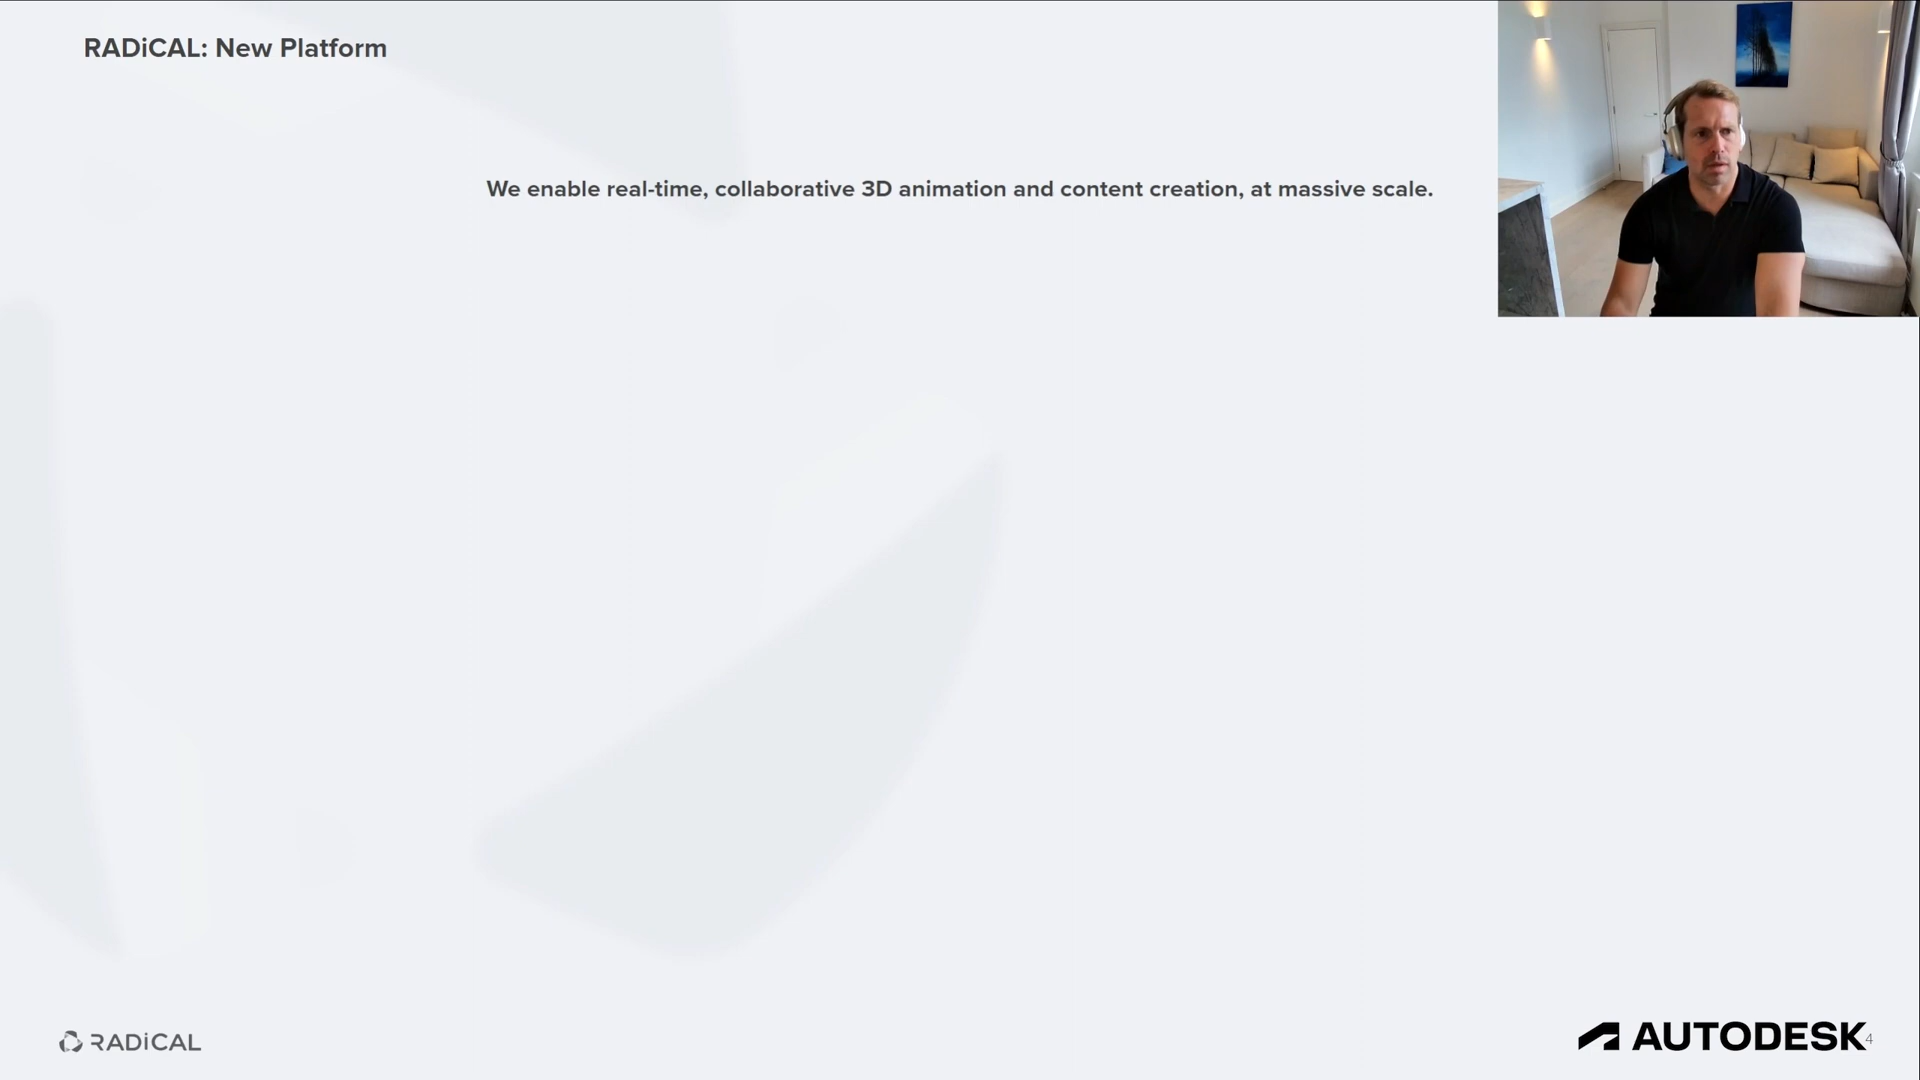 RADiCAL: New Platform
We enable real-time, collaborative 3D animation and content creation, at massive scale.
RADiCAL
AUTODESK
4